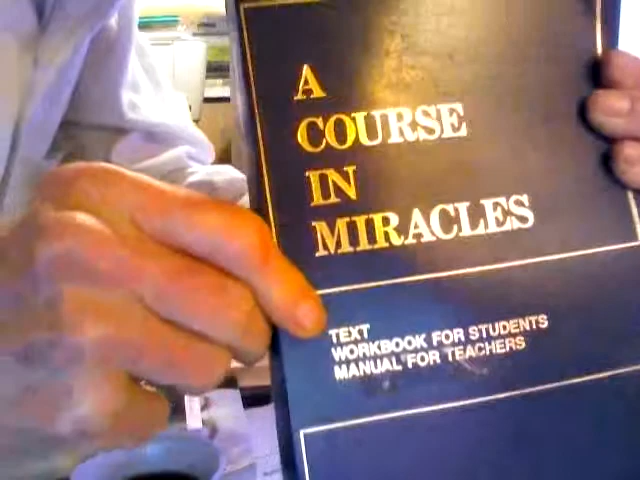 A
COURSE
IN
MIRACLES
TEXT
WORKBOOK FOR STUDENTS
MANUAL FOR TEACHERS